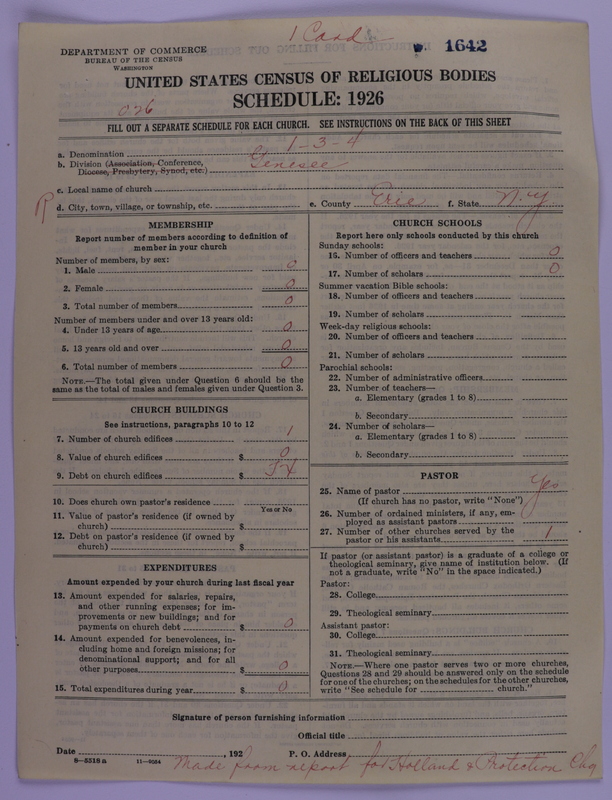 1 Card
1642
DEPARTMENT OF COMMERCE
BUREAU OF THE CENSUS
WASHINGTON
UNITED STATES CENSUS OF RELIGIOUS BODIES
SCHEDULE: 1926
026
FILL OUT A SEPARATE SCHEDULE FOR EACH CHURCH. SEE INSTRUCTIONS ON THE BACK OF THIS SHEET
a. Denomination 1-3-4
b. Division (Association, Conference, Genesee
Diocese, Presbytery, Synod, etc.)
c. Local name of church
R d. City, town, village, or township, etc. e. County Erie f. State N.Y
MEMBERSHIP
Report number of members according to definition of
member in your church
Number of members, by sex:
1. Male 0
2. Female 0
3. Total number of members 0
Number of members under and over 13 years old:
4. Under 13 years of age 0
5. 13 years old and over 0
6. Total number of members 0
NOTE.—The total given under Question 6 should be the
same as the total of males and females given under Question 3.
CHURCH BUILDINGS
See instructions, paragraphs 10 to 12
7. Number of church edifices 1
8. Value of church edifices $ 0
9. Debt on church edifices $
10. Does church own pastor's residence
Yes or No
11. Value of pastor's residence (if owned by
church) $
12. Debt on pastor's residence (if owned by
church) $
EXPENDITURES
Amount expended by your church during last fiscal year
13. Amount expended for salaries, repairs,
and other running expenses; for im-
provements or new buildings; and for
payments on church debt $ 0
14. Amount expended for benevolences, in-
cluding home and foreign missions; for
denominational support; and for all
other purposes $ 0
15. Total expenditures during year $ 0
CHURCH SCHOOLS
Report here only schools conducted by this church
Sunday schools:
16. Number of officers and teachers 0
17. Number of scholars 0
Summer vacation Bible schools:
18. Number of officers and teachers
19. Number of scholars
Week-day religious schools:
20. Number of officers and teachers
21. Number of scholars
Parochial schools:
22. Number of administrative officers
23. Number of teachers—
a. Elementary (grades 1 to 8)
b. Secondary
24. Number of scholars—
a. Elementary (grades 1 to 8)
b. Secondary
PASTOR
25. Name of pastor Yes
(If church has no pastor, write "None")
26. Number of ordained ministers, if any, em-
ployed as assistant pastors
27. Number of other churches served by the
pastor or his assistants 1
If pastor (or assistant pastor) is a graduate of a college or
theological seminary, give name of institution below. (If
not a graduate, write "No" in the space indicated.)
Pastor:
28. College
29. Theological seminary
Assistant pastor:
30. College
31. Theological seminary
NOTE.—Where one pastor serves two or more churches,
Questions 28 and 29 should be answered only on the schedule
for one of the churches; on the schedules for the other churches,
write "See schedule for church."
Signature of person furnishing information
Official title
Date , 192 P. O. Address
8-5518 a 11-9034 Made from report for Holland & Protection Chg